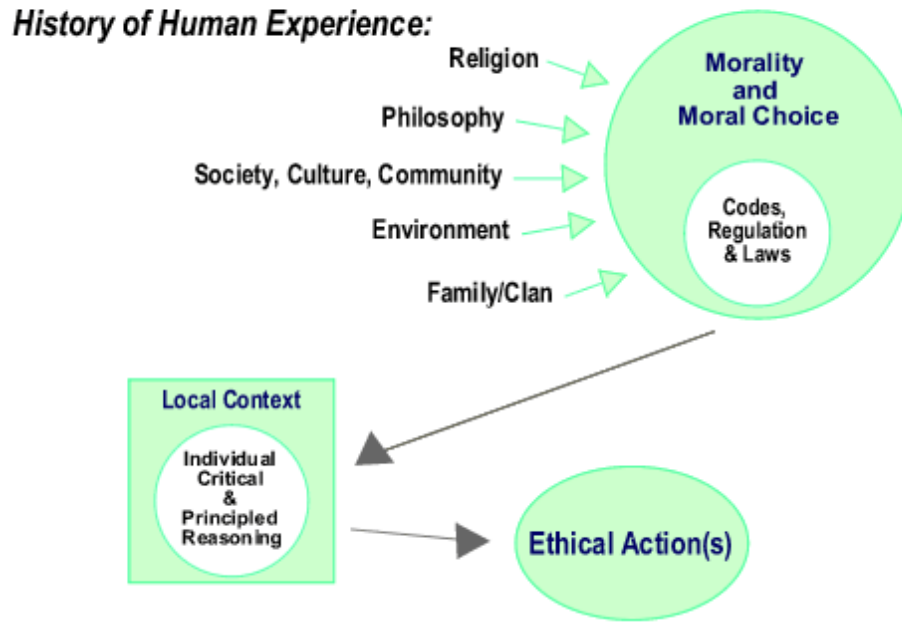 History of Human Experience:
Religion
Philosophy
Society, Culture, Community
Environment
Family/Clan
Morality
and
Moral Choice
Codes,
Regulation
& Laws
Local Context
Individual
Critical
&
Principled
Reasoning
Ethical Action(s)